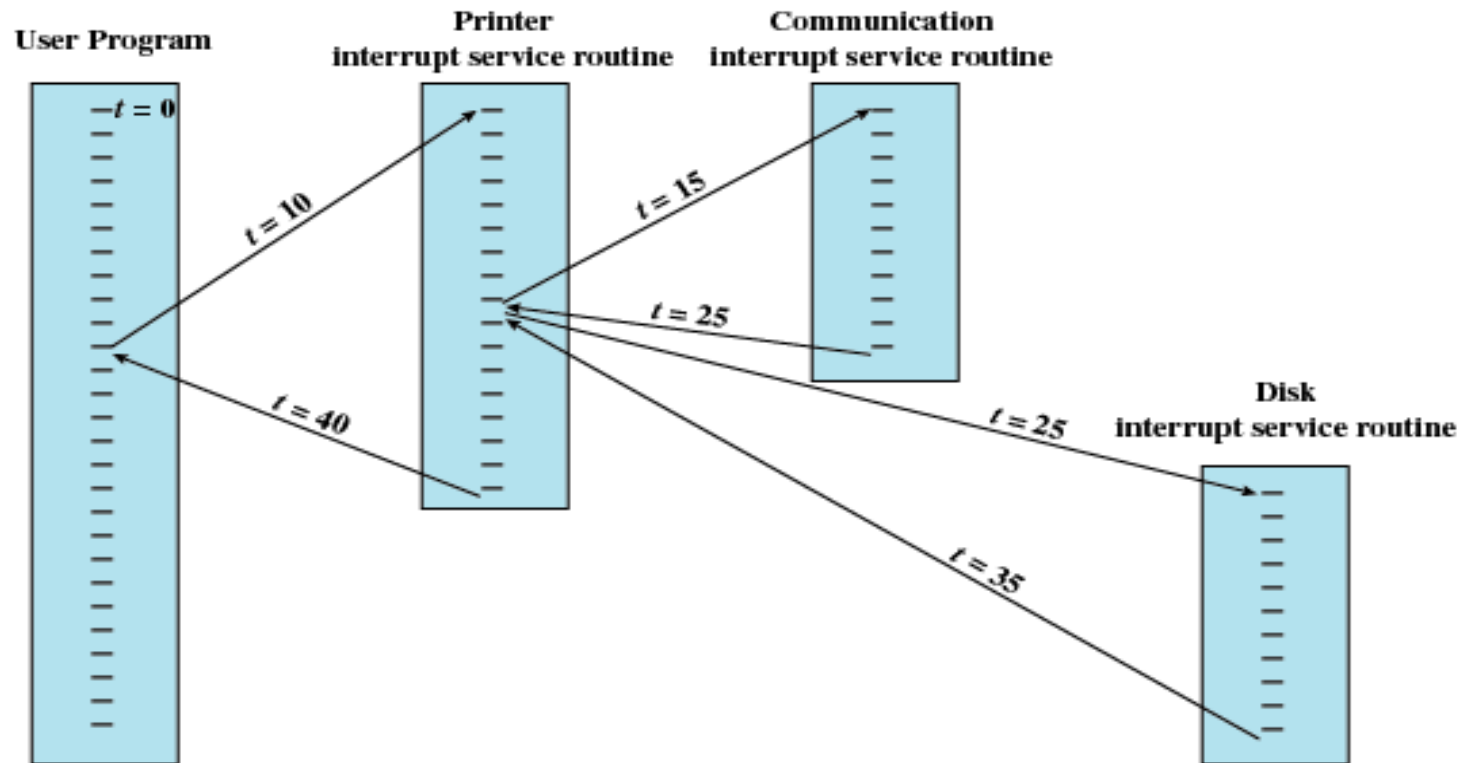 User Program
Printer
interrupt service routine
Communication
interrupt service routine
t = 0
t = 10
t = 15
t = 25
t = 40
t = 25
Disk
interrupt service routine
t = 35